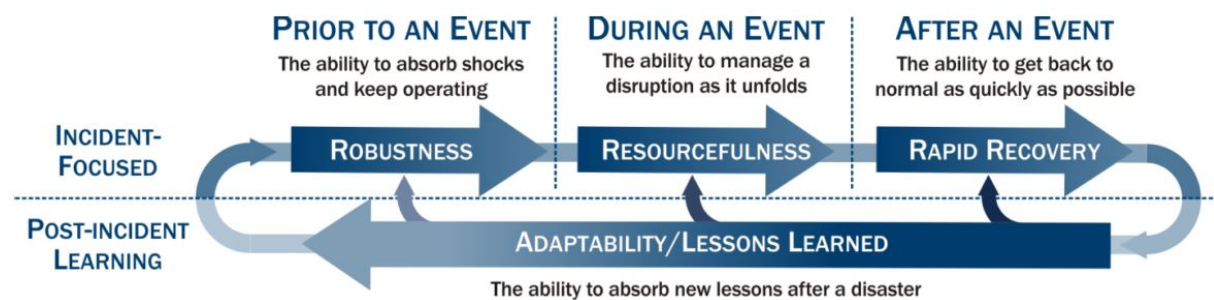 PRIOR TO AN EVENT
The ability to absorb shocks
and keep operating
DURING AN EVENT
The ability to manage a
disruption as it unfolds
AFTER AN EVENT
The ability to get back to
normal as quickly as possible
INCIDENT-
FOCUSED
ROBUSTNESS
RESOURCEFULNESS
RAPID RECOVERY
POST-INCIDENT
LEARNING
ADAPTABILITY/LESSONS LEARNED
The ability to absorb new lessons after a disaster